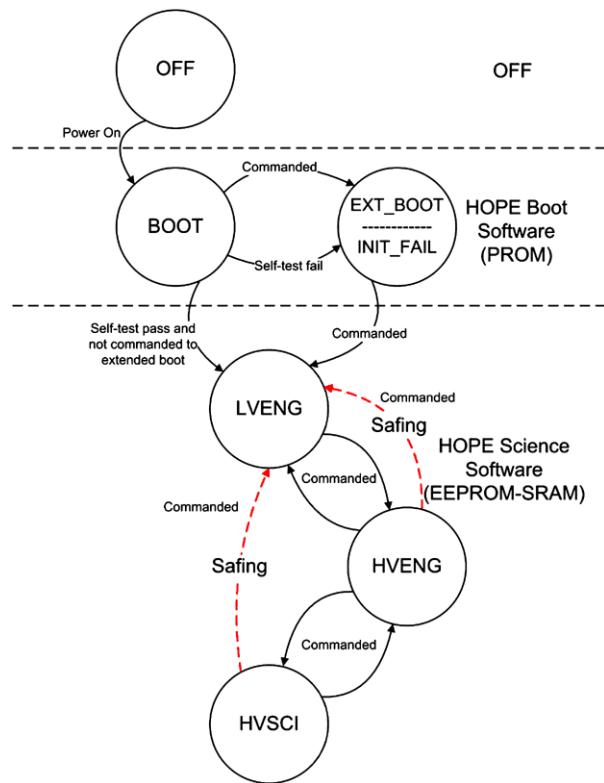 OFF
OFF
Power On
Commanded
EXT_BOOT
------------
INIT_FAIL
BOOT
HOPE Boot
Software
(PROM)
Self-test fail
Self-test pass and
not commanded to
extended boot
Commanded
LVENG
Commanded
Safing
HOPE Science
Software
(EEPROM-SRAM)
Commanded
Commanded
Safing
HVENG
Commanded
HVSCI